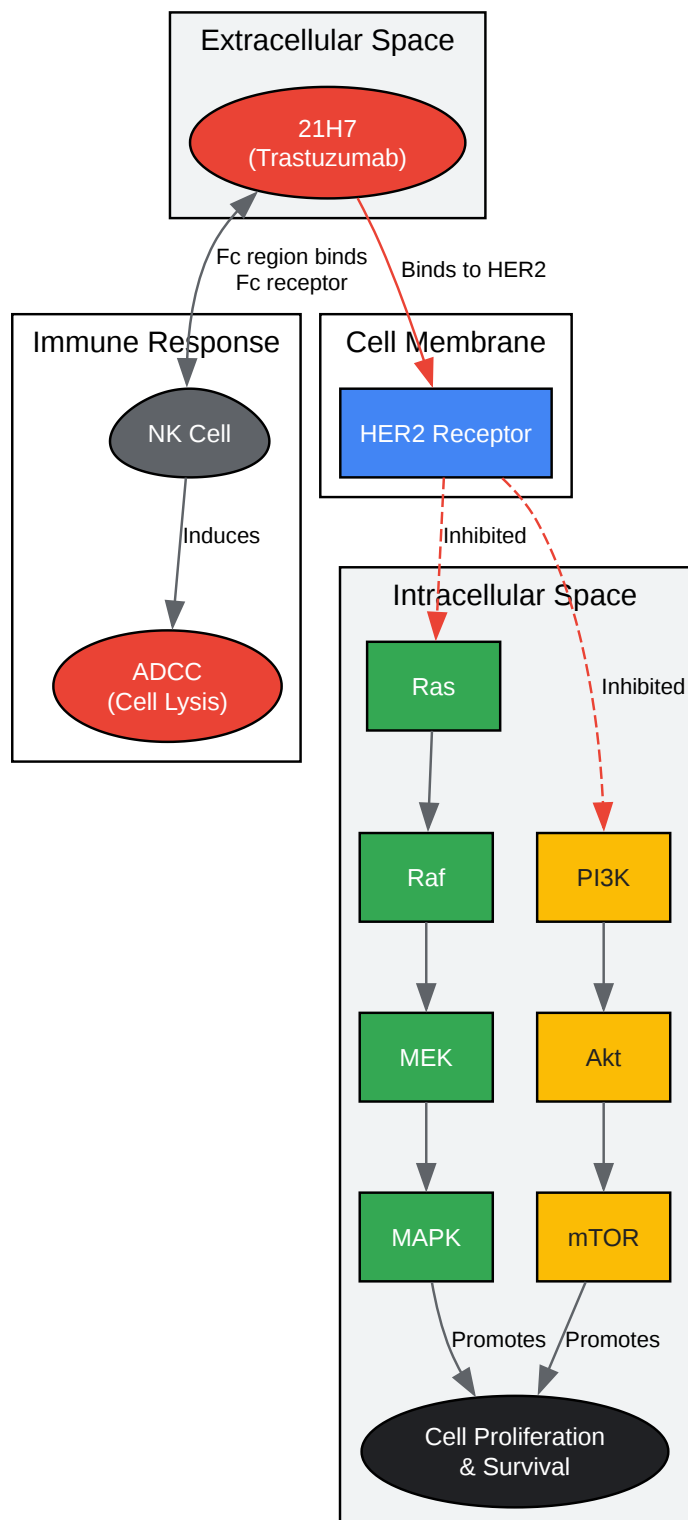 Extracellular Space
21H7
(Trastuzumab)
Fc region binds
Fc receptor
Binds to HER2
Immune Response
Cell Membrane
NK Cell
HER2 Receptor
Induces
Inhibited
Intracellular Space
ADCC
(Cell Lysis)
Ras
Inhibited
Raf
PI3K
MEK
Akt
MAPK
mTOR
Promotes
Promotes
Cell Proliferation
& Survival